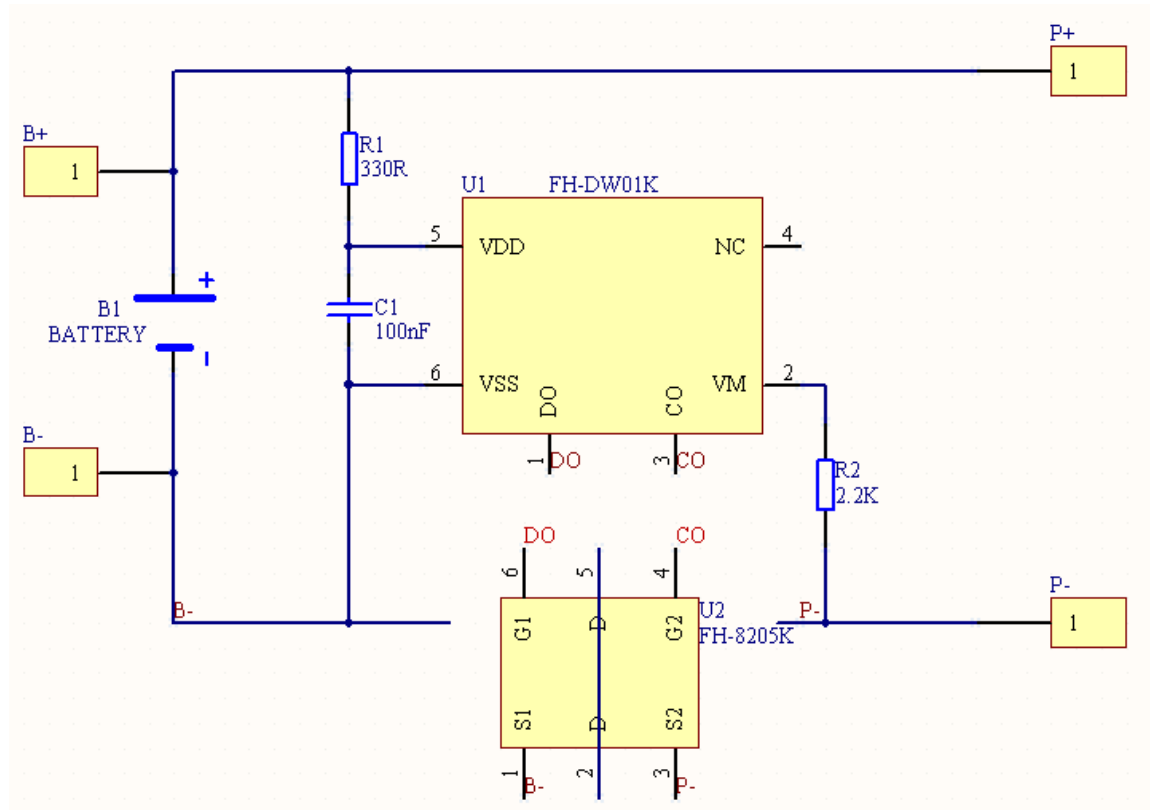 P+
1
B+
1
R1
330R
U1
FH-DW01K
5
VDD
NC
4
+
B1
BATTERY
-
C1
100nF
6
VSS
DO
CO
VM
2
B-
1
1
DO
3
CO
R2
2.2K
DO
CO
6
5
4
B-
G1
D
G2
U2
FH-8205K
P-
P-
1
S1
D
S2
1
B-
2
3
P-